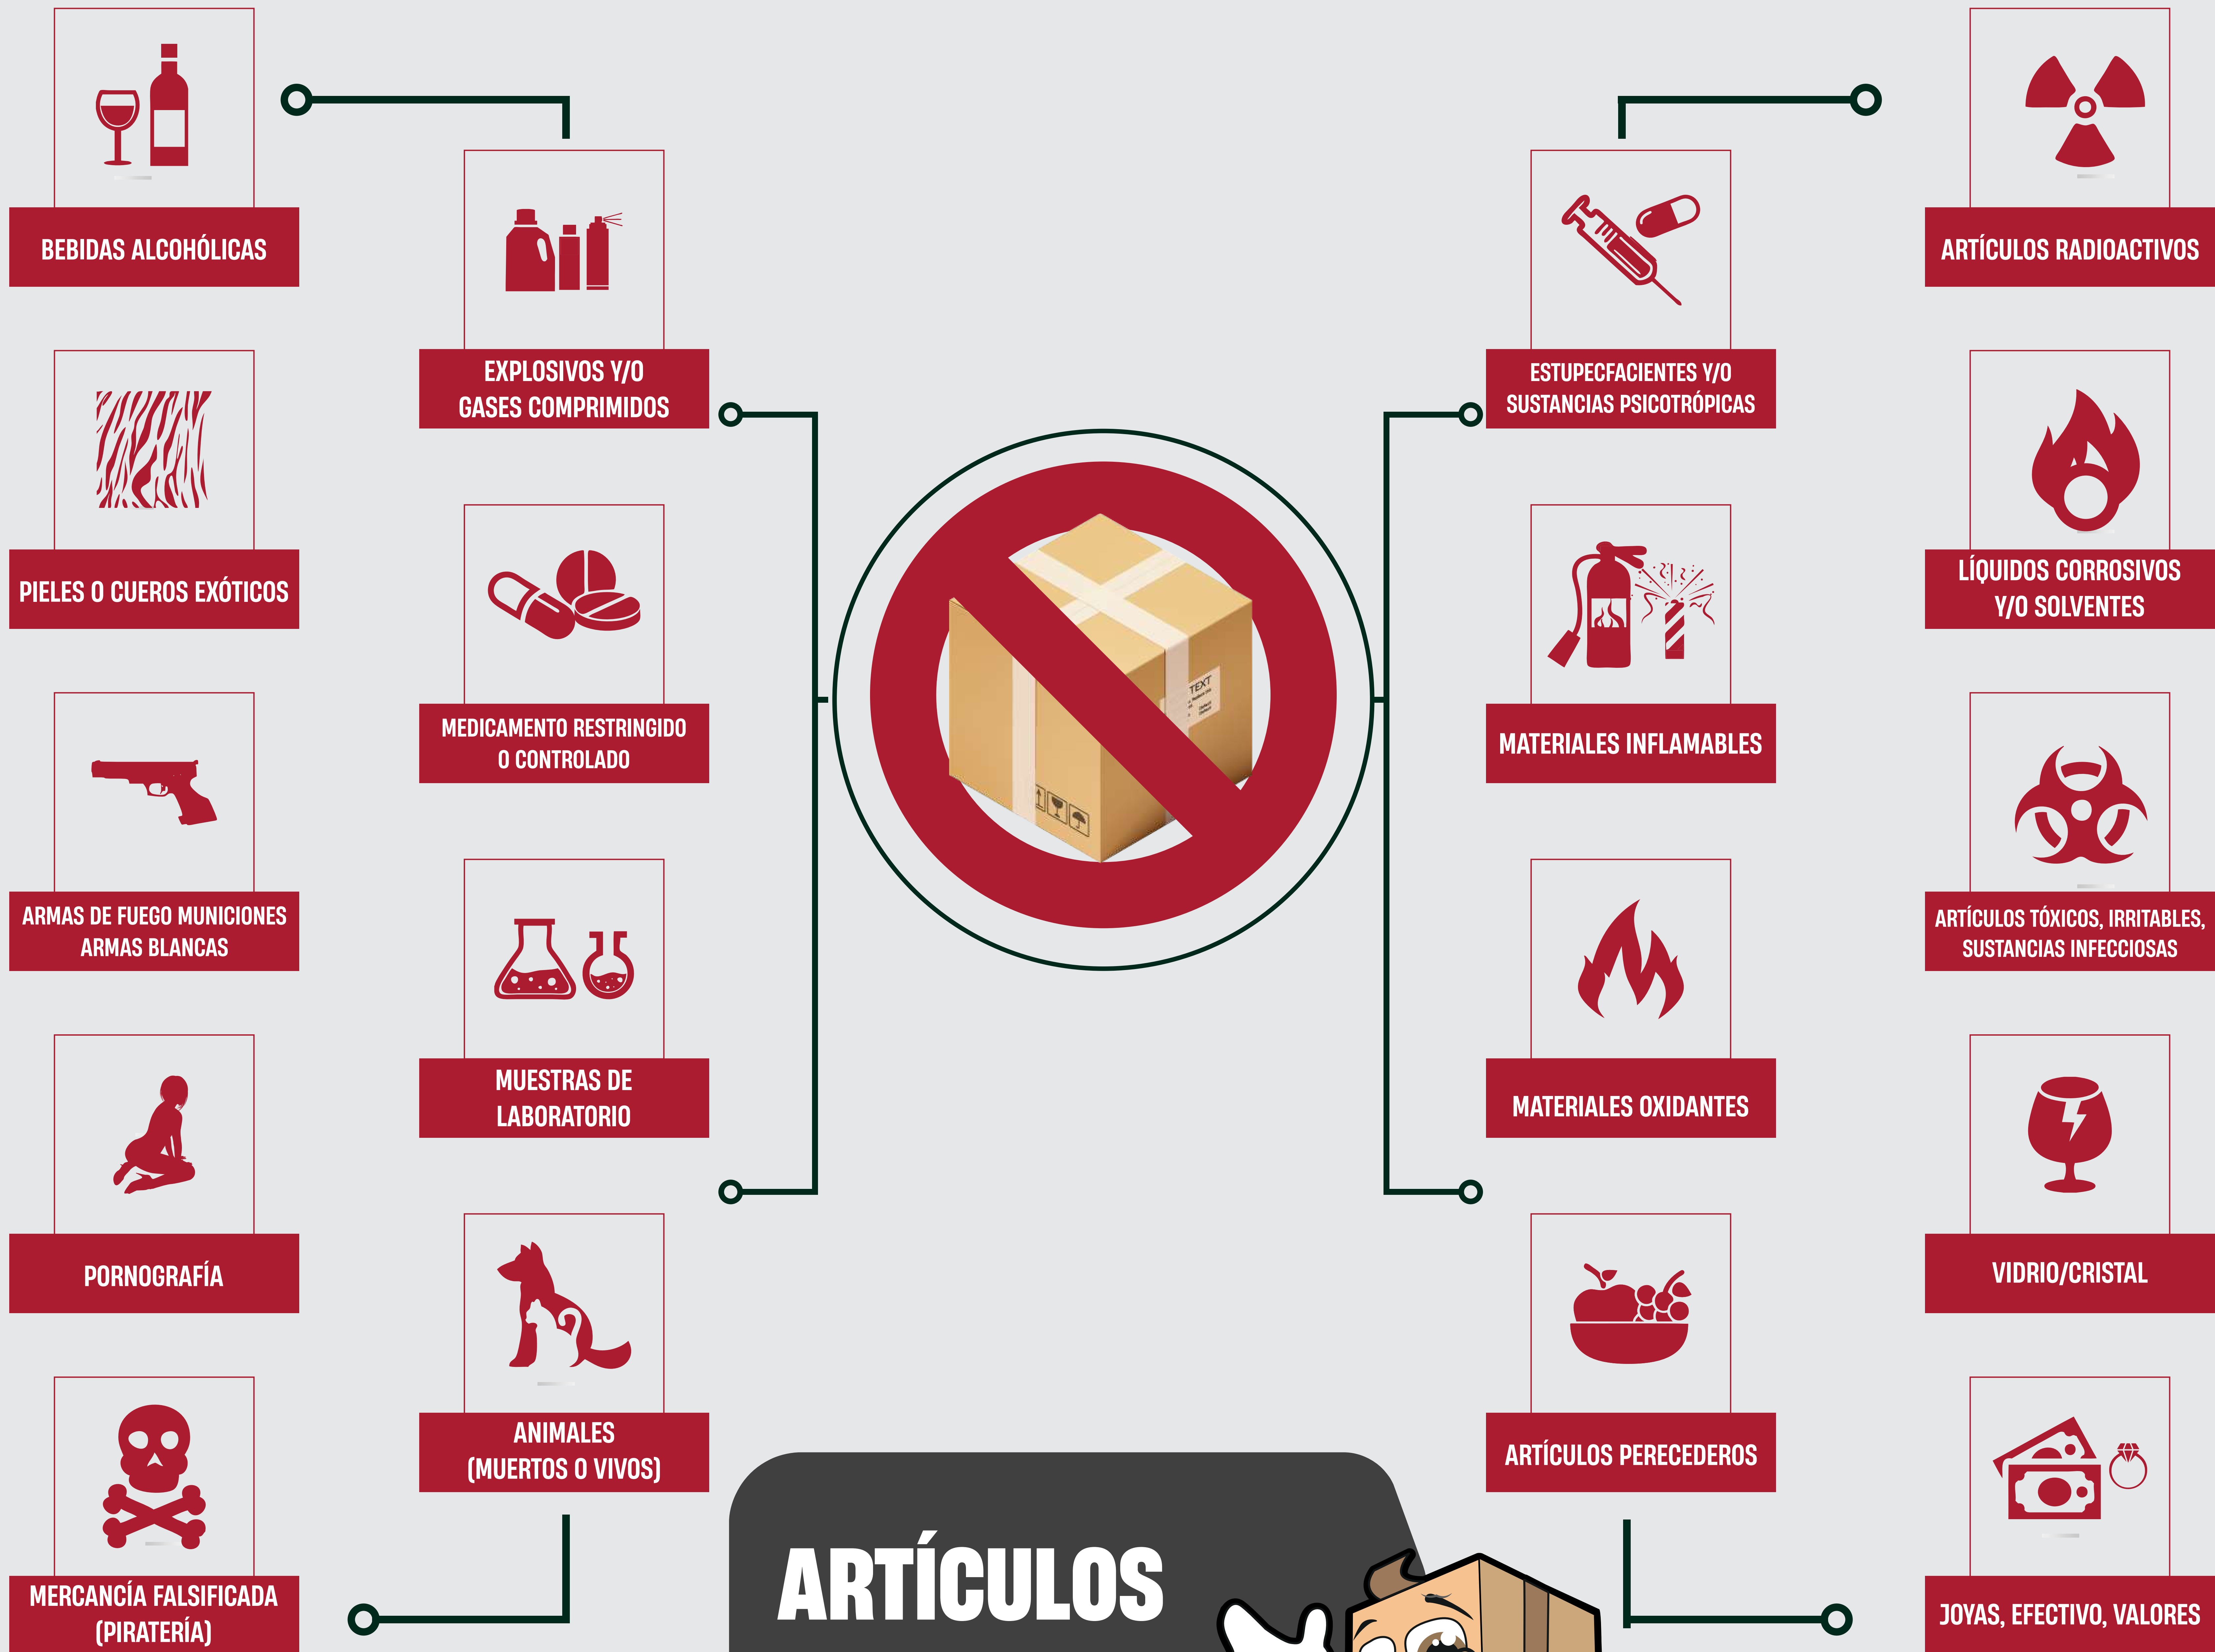 BEBIDAS ALCOHÓLICAS
PIELES O CUEROS EXÓTICOS
ARMAS DE FUEGO MUNICIONES
ARMAS BLANCAS
PORNOGRAFÍA
MERCANCÍA FALSIFICADA
(PIRATERÍA)
EXPLOSIVOS Y/O
GASES COMPRIMIDOS
MEDICAMENTO RESTRINGIDO
O CONTROLADO
MUESTRAS DE
LABORATORIO
ANIMALES
(MUERTOS O VIVOS)
TEXT
ARTÍCULOS
ESTUPECFACIENTES Y/O
SUSTANCIAS PSICOTRÓPICAS
MATERIALES INFLAMABLES
MATERIALES OXIDANTES
ARTÍCULOS PERECEDEROS
ARTÍCULOS RADIOACTIVOS
LÍQUIDOS CORROSIVOS
Y/O SOLVENTES
ARTÍCULOS TÓXICOS, IRRITABLES,
SUSTANCIAS INFECCIOSAS
VIDRIO/CRISTAL
JOYAS, EFECTIVO, VALORES